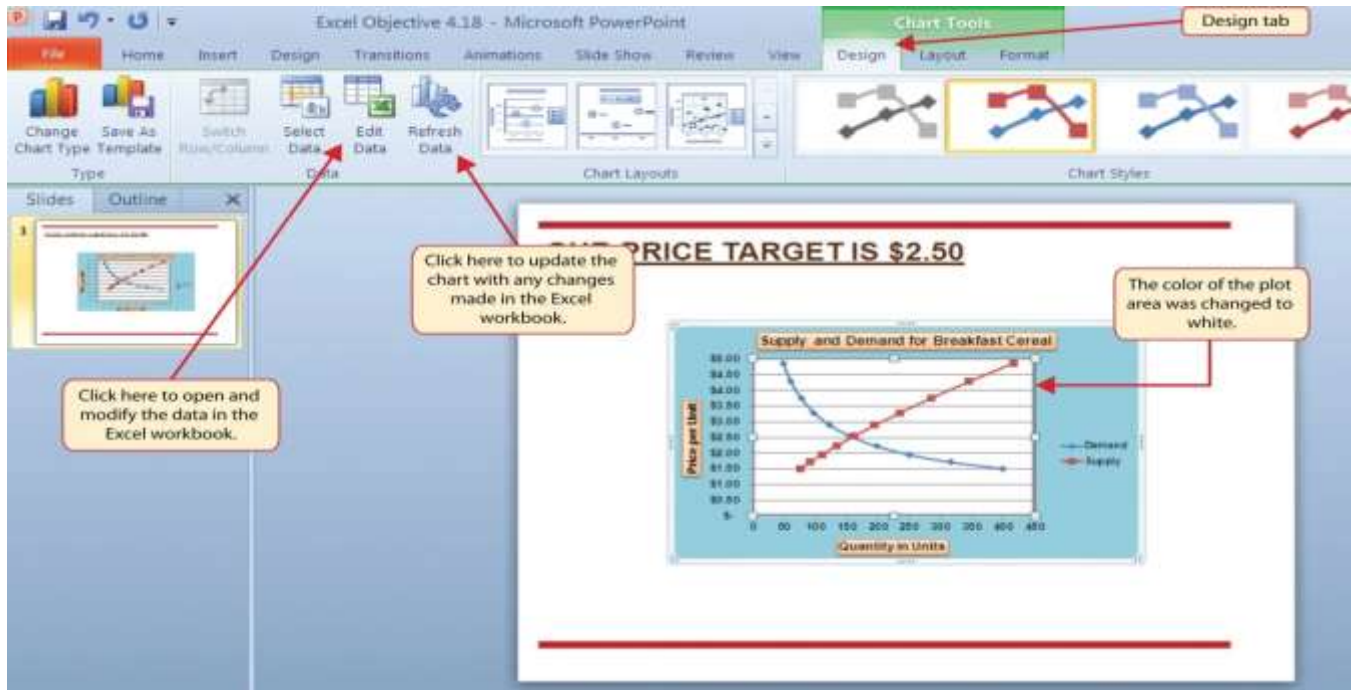 Excel Objective 4.18 - Microsoft PowerPoint
Chart Tools
Design tab
File Home Insert Design Transitions Animations Slide Show Review View Design Layout Format
Change Chart Type
Save As Template
Switch Row/Column
Select Data
Edit Data
Refresh Data
Type
Data
Chart Layouts
Chart Styles
Slides Outline
1
Click here to update the
chart with any changes
made in the Excel
workbook.
Click here to open and
modify the data in the
Excel workbook.
PRICE TARGET IS $2.50
The color of the plot
area was changed to
white.
Supply and Demand for Breakfast Cereal
Price per Unit
$5.00
$4.50
$4.00
$3.50
$3.00
$2.50
$2.00
$1.50
$1.00
$0.50
$-
0 50 100 150 200 250 300 350 400 450
Quantity in Units
Demand
Supply